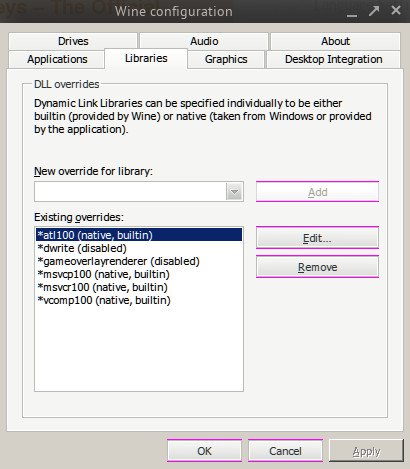 Wine configuration
Drives
Audio
About
Applications
Libraries
Graphics
Desktop Integration
DLL overrides
Dynamic Link Libraries can be specified individually to be either
builtin (provided by Wine) or native (taken from Windows or provided
by the application).
New override for library:
Add
Existing overrides:
*atl100 (native, builtin)
*dwrite (disabled)
*gameoverlayrenderer (disabled)
*msvcp100 (native, builtin)
*msvcr100 (native, builtin)
*vcomp100 (native, builtin)
Edit...
Remove
OK
Cancel
Apply